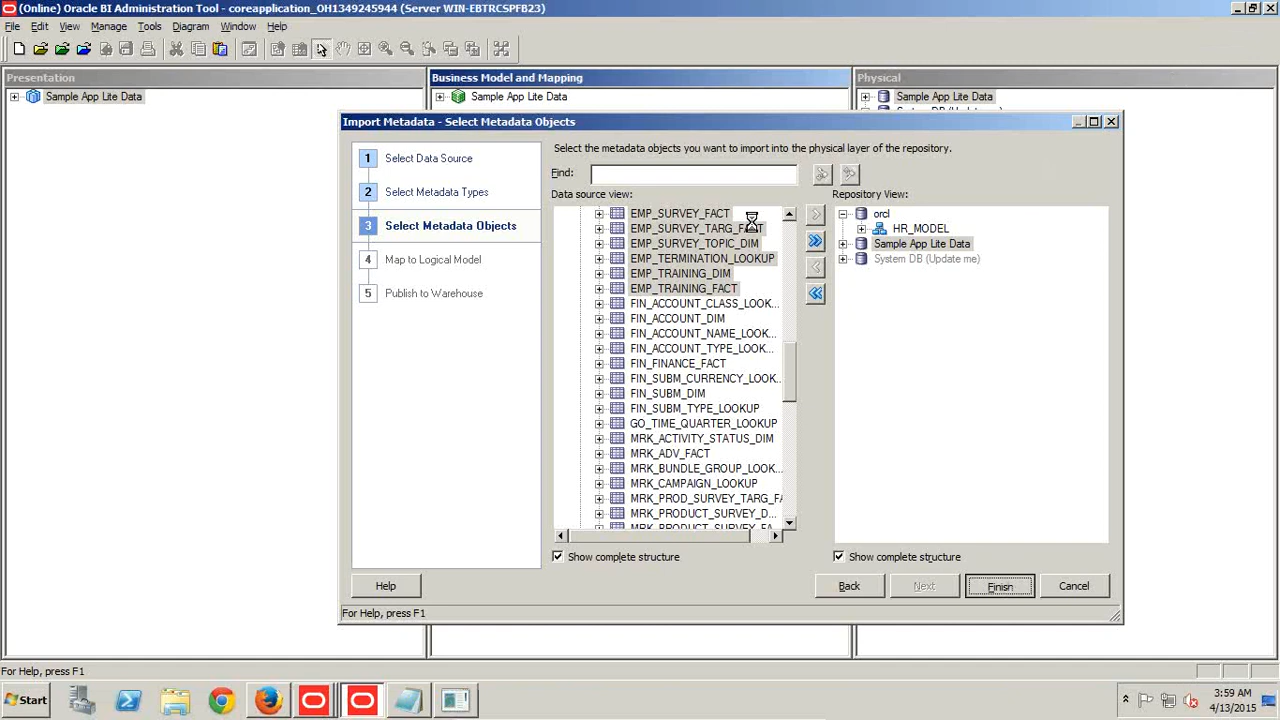 (Online) Oracle BI Administration Tool - coreapplication_OH1349245944 (Server WIN-EBTRCSPFB23)
File Edit View Manage Tools Diagram Window Help
Presentation
Sample App Lite Data
Business Model and Mapping
Sample App Lite Data
Physical
Sample App Lite Data
Import Metadata - Select Metadata Objects
1 Select Data Source
2 Select Metadata Types
3 Select Metadata Objects
4 Map to Logical Model
5 Publish to Warehouse
Select the metadata objects you want to import into the physical layer of the repository.
Find:
Data source view:
EMP_SURVEY_FACT
EMP_SURVEY_TARG_FACT
EMP_SURVEY_TOPIC_DIM
EMP_TERMINATION_LOOKUP
EMP_TRAINING_DIM
EMP_TRAINING_FACT
FIN_ACCOUNT_CLASS_LOOK...
FIN_ACCOUNT_DIM
FIN_ACCOUNT_NAME_LOOK...
FIN_ACCOUNT_TYPE_LOOK...
FIN_FINANCE_FACT
FIN_SUBM_CURRENCY_LOOK...
FIN_SUBM_DIM
FIN_SUBM_TYPE_LOOKUP
GO_TIME_QUARTER_LOOKUP
MRK_ACTIVITY_STATUS_DIM
MRK_ADV_FACT
MRK_BUNDLE_GROUP_LOOK...
MRK_CAMPAIGN_LOOKUP
MRK_PROD_SURVEY_TARG_FA
MRK_PRODUCT_SURVEY_D...
MRK_PRODUCT_SURVEY_FA
Show complete structure
Repository View:
orcl
HR_MODEL
Sample App Lite Data
System DB (Update me)
Show complete structure
Help
Back
Next
Finish
Cancel
For Help, press F1
For Help, press F1
Start
3:59 AM
4/13/2015